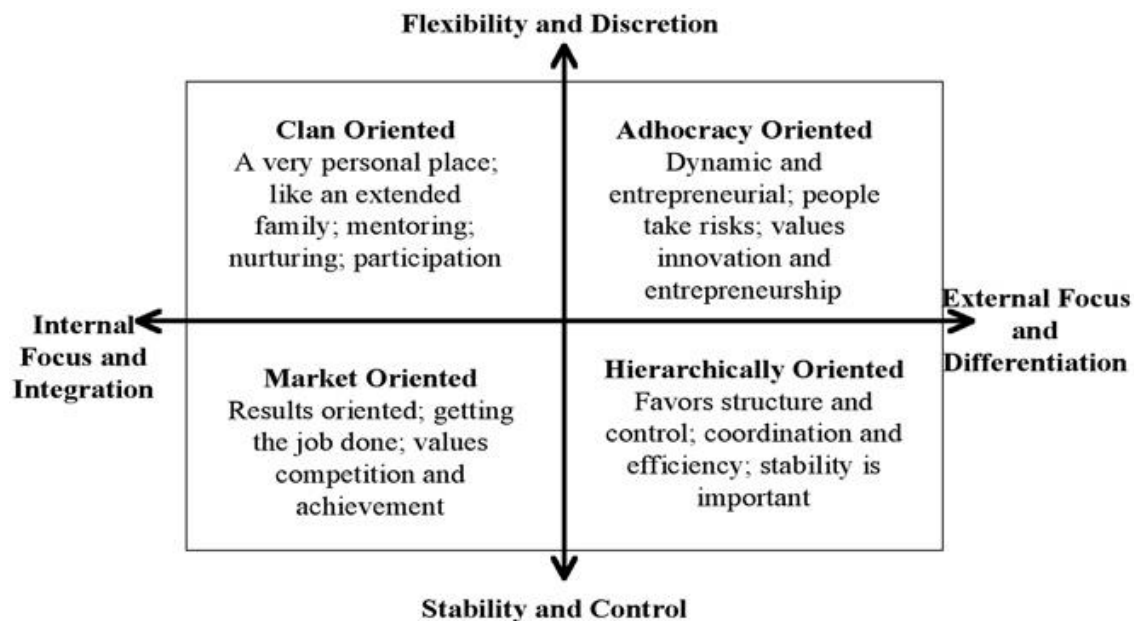 Flexibility and Discretion
Clan Oriented
A very personal place;
like an extended
family; mentoring;
nurturing; participation
Adhocracy Oriented
Dynamic and
entrepreneurial; people
take risks; values
innovation and
entrepreneurship
Internal
Focus and
Integration
External Focus
and
Differentiation
Market Oriented
Results oriented; getting
the job done; values
competition and
achievement
Hierarchically Oriented
Favors structure and
control; coordination and
efficiency; stability is
important
Stability and Control